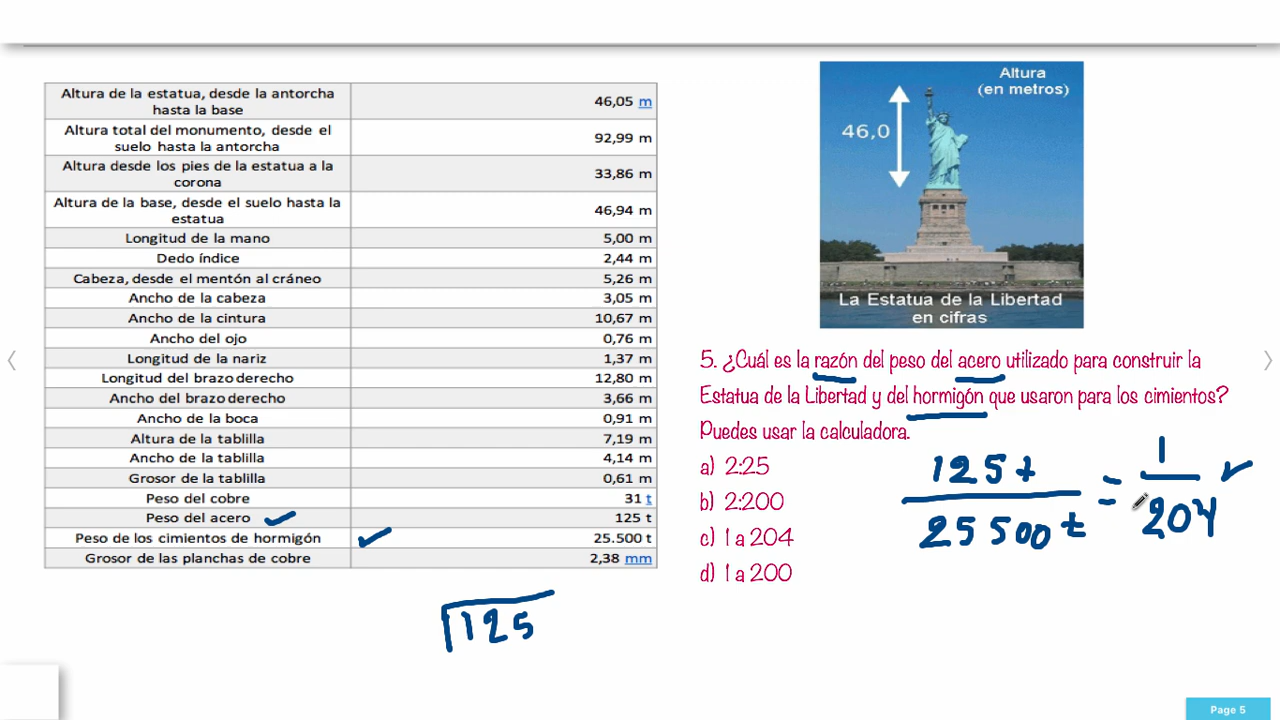 Altura de la estatua, desde la antorcha
hasta la base
46,05 m
Altura total del monumento, desde el
suelo hasta la antorcha
92,99 m
Altura desde los pies de la estatua a la
corona
33,86 m
Altura de la base, desde el suelo hasta la
estatua
46,94 m
Longitud de la mano 5,00 m
Dedo índice 2,44 m
Cabeza, desde el mentón al cráneo 5,26 m
Ancho de la cabeza 3,05 m
Ancho de la cintura 10,67 m
Ancho del ojo 0,76 m
Longitud de la nariz 1,37 m
Longitud del brazo derecho 12,80 m
Ancho del brazo derecho 3,66 m
Ancho de la boca 0,91 m
Altura de la tablilla 7,19 m
Ancho de la tablilla 4,14 m
Grosor de la tablilla 0,61 m
Peso del cobre 31 t
Peso del acero 125 t
Peso de los cimientos de hormigón 25.500 t
Grosor de las planchas de cobre 2,38 mm
125
Altura
(en metros)
46,0
La Estatua de la Libertad
en cifras
5. ¿Cuál es la razón del peso del acero utilizado para construir la
Estatua de la Libertad y del hormigón que usaron para los cimientos?
Puedes usar la calculadora.
a) 2:25
b) 2:200
c) 1 a 204
d) 1 a 200
125 t
25 500 t
=
1
204
Page 5